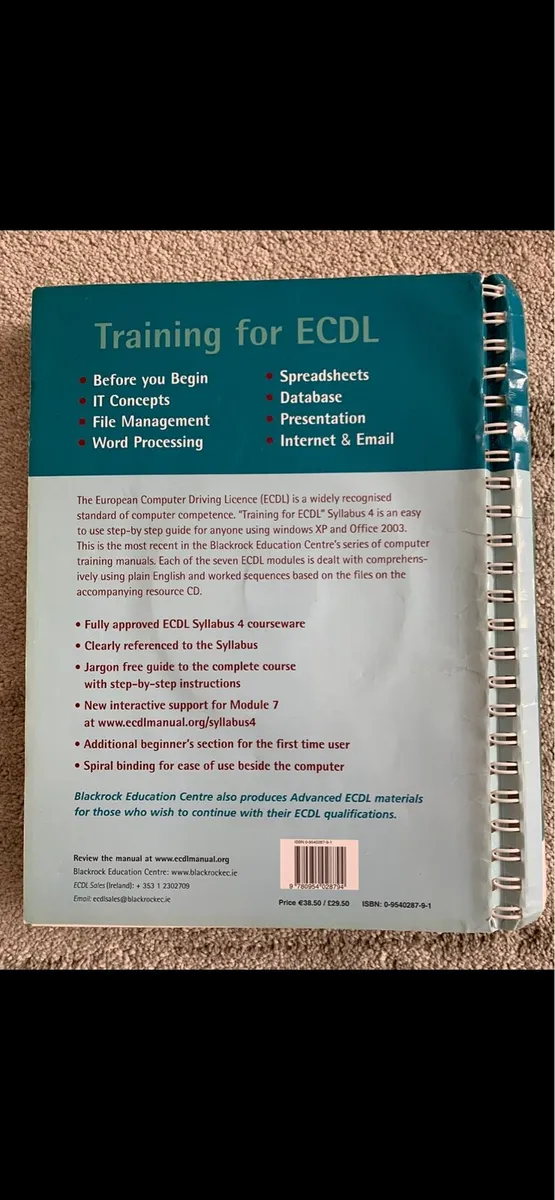 Training for ECDL
• Before you Begin
• IT Concepts
• File Management
• Word Processing
• Spreadsheets
• Database
• Presentation
• Internet & Email
The European Computer Driving Licence (ECDL) is a widely recognised
standard of computer competence. "Training for ECDL" Syllabus 4 is an easy
to use step-by step guide for anyone using windows XP and Office 2003.
This is the most recent in the Blackrock Education Centre's series of computer
training manuals. Each of the seven ECDL modules is dealt with comprehens-
ively using plain English and worked sequences based on the files on the
accompanying resource CD.
• Fully approved ECDL Syllabus 4 courseware
• Clearly referenced to the Syllabus
• Jargon free guide to the complete course
with step-by-step instructions
• New interactive support for Module 7
at www.ecdlmanual.org/syllabus4
• Additional beginner's section for the first time user
• Spiral binding for ease of use beside the computer
Blackrock Education Centre also produces Advanced ECDL materials
for those who wish to continue with their ECDL qualifications.
Review the manual at www.ecdlmanual.org
Blackrock Education Centre: www.blackrockec.ie
ECDL Sales (Ireland): + 353 1 2302709
Email: ecdlsales@blackrockec.ie
ISBN 0-9540287-9-1
9 780954 028794
Price €38.50 / £29.50 ISBN: 0-9540287-9-1